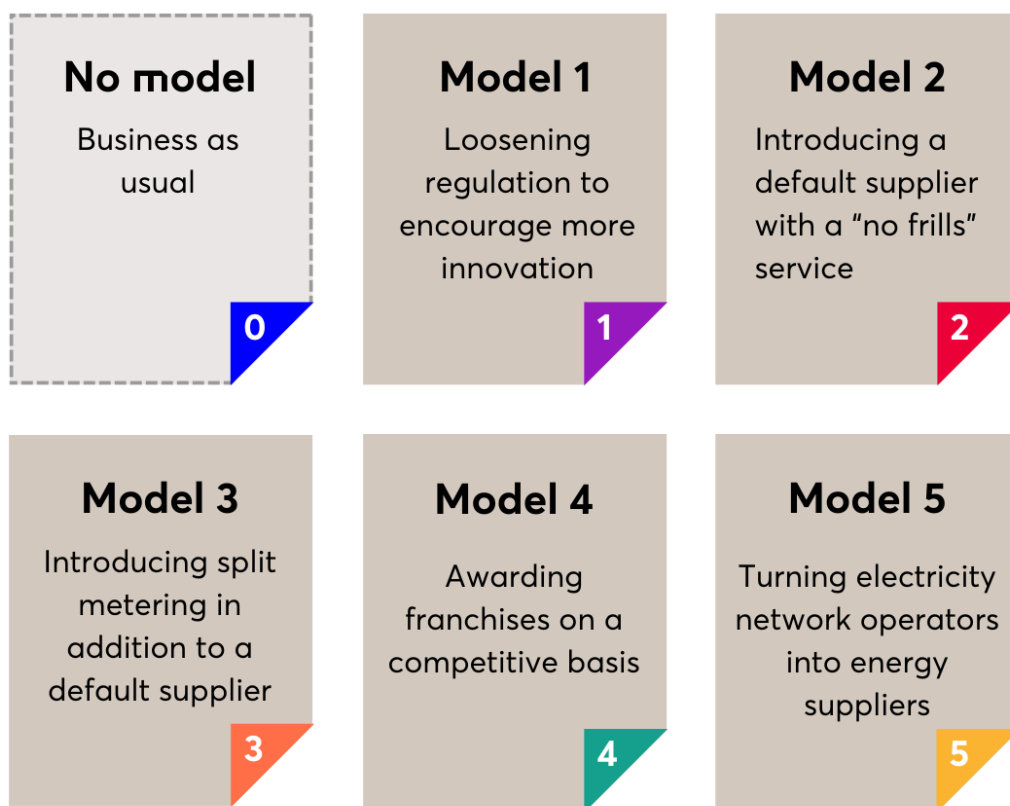 No model
Business as
usual
0
Model 1
Loosening
regulation to
encourage more
innovation
1
Model 2
Introducing a
default supplier
with a “no frills”
service
2
Model 3
Introducing split
metering in
addition to a
default supplier
3
Model 4
Awarding
franchises on a
competitive basis
4
Model 5
Turning electricity
network operators
into energy
suppliers
5